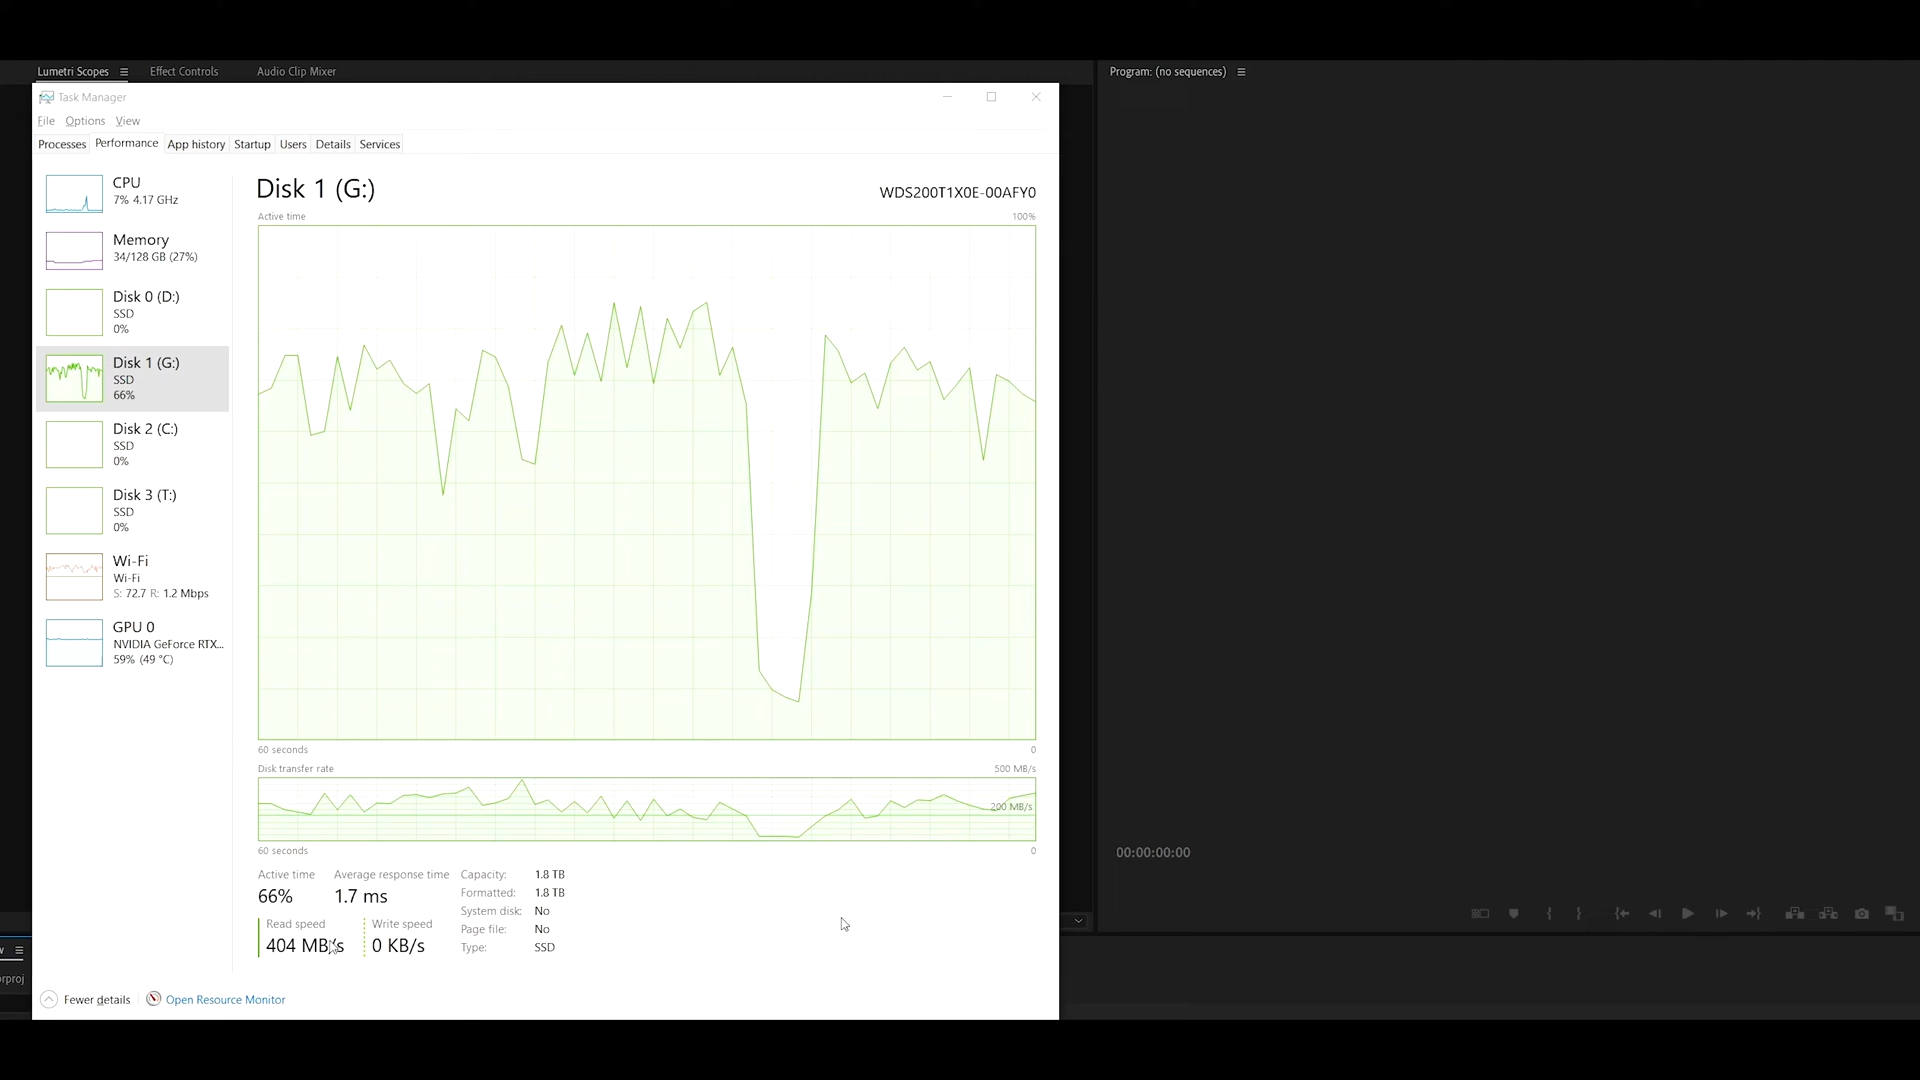 Lumetri Scopes
Effect Controls
Audio Clip Mixer
Program: (no sequences)
Task Manager
File Options View
Processes Performance App history Startup Users Details Services
CPU
7% 4.17 GHz
Memory
34/128 GB (27%)
Disk 0 (D:)
SSD
0%
Disk 1 (G:)
SSD
66%
Disk 2 (C:)
SSD
0%
Disk 3 (T:)
SSD
0%
Wi-Fi
Wi-Fi
S: 72.7 R: 1.2 Mbps
GPU 0
NVIDIA GeForce RTX...
59% (49 °C)
Disk 1 (G:)
WDS200T1X0E-00AFY0
Active time
100%
60 seconds
0
Disk transfer rate
500 MB/s
200 MB/s
60 seconds
0
Active time
66%
Average response time
1.7 ms
Read speed
404 MB/s
Write speed
0 KB/s
Capacity: 1.8 TB
Formatted: 1.8 TB
System disk: No
Page file: No
Type: SSD
Fewer details
Open Resource Monitor
00:00:00:00
w
orproj